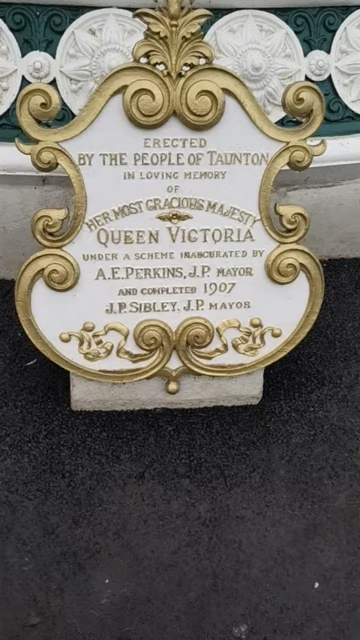 ERECTED
BY THE PEOPLE OF TAUNTON
IN LOVING MEMORY
OF
HER MOST GRACIOUS MAJESTY
QUEEN VICTORIA
UNDER A SCHEME INAUGURATED BY
A.E.PERKINS, J.P. MAYOR
AND COMPLETED 1907
J.P.SIBLEY, J.P. MAYOR